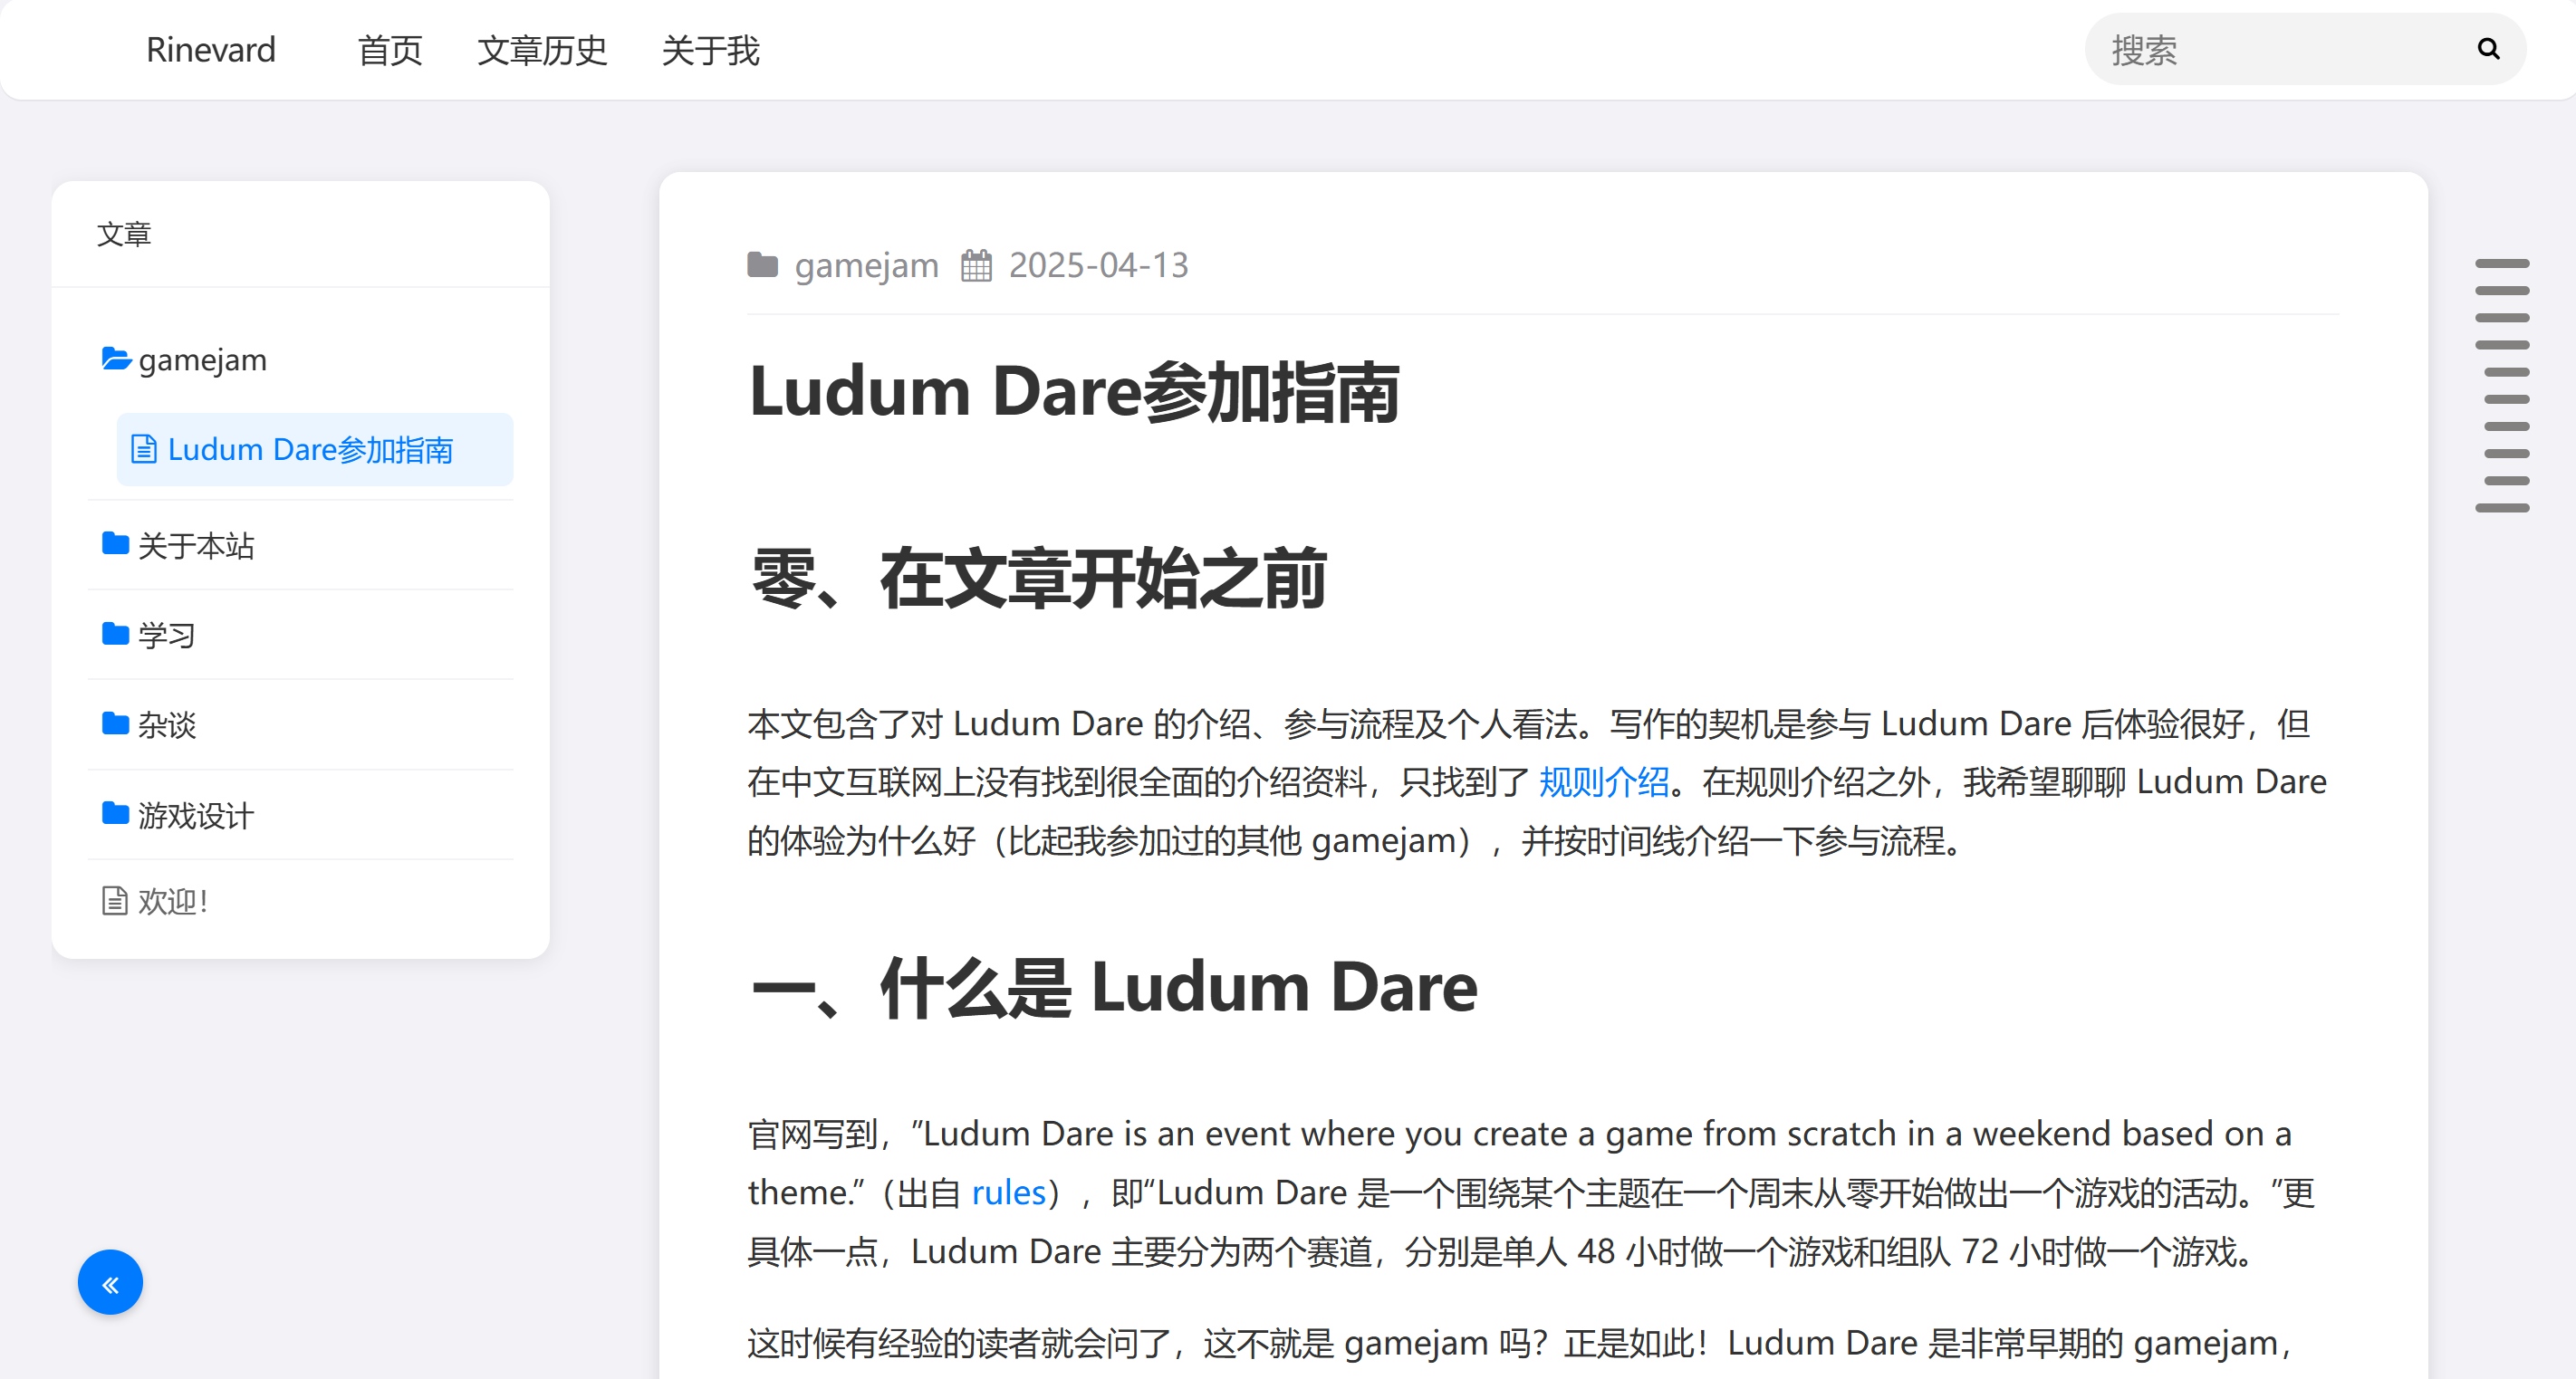 Rinevard 首页 文章历史 关于我 搜索
文章
gamejam
Ludum Dare参加指南
关于本站
学习
杂谈
游戏设计
欢迎！
gamejam 2025-04-13
Ludum Dare参加指南
零、在文章开始之前
本文包含了对 Ludum Dare 的介绍、参与流程及个人看法。写作的契机是参与 Ludum Dare 后体验很好，但
在中文互联网上没有找到很全面的介绍资料，只找到了 规则介绍。在规则介绍之外，我希望聊聊 Ludum Dare
的体验为什么好（比起我参加过的其他 gamejam），并按时间线介绍一下参与流程。
一、什么是 Ludum Dare
官网写到，”Ludum Dare is an event where you create a game from scratch in a weekend based on a
theme.”（出自 rules），即“Ludum Dare 是一个围绕某个主题在一个周末从零开始做出一个游戏的活动。”更
具体一点，Ludum Dare 主要分为两个赛道，分别是单人 48 小时做一个游戏和组队 72 小时做一个游戏。
这时候有经验的读者就会问了，这不就是 gamejam 吗？正是如此！Ludum Dare 是非常早期的 gamejam，